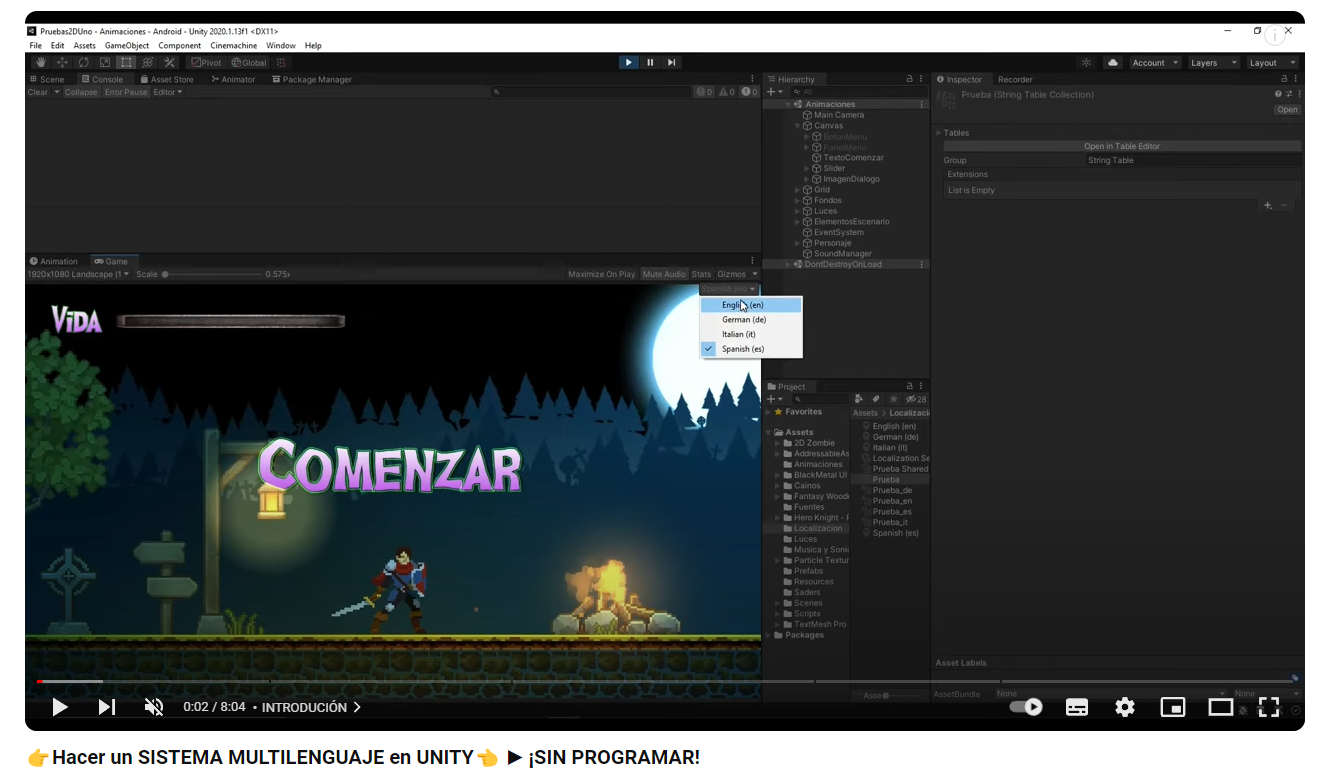 Pruebas2DUno - Animaciones - Android - Unity 2020.1.13f1 <DX11>
File Edit Assets GameObject Component Cinemachine Window Help
Pivot Global Account Layers Layout
Scene Console Asset Store Animator Package Manager
Clear Collapse Error Pause Editor 0 0 0
Animation Game
1920x1080 Landscape (1 Scale 0.575x Maximize On Play Mute Audio Stats Gizmos
Spanish (es)
English (en)
German (de)
Italian (it)
Spanish (es)
VIDA
COMENZAR
Hierarchy
All
Animaciones
Main Camera
Canvas
BotonMenu
PanelMenu
TextoComenzar
Slider
ImagenDialogo
Grid
Fondos
Luces
ElementosEscenario
EventSystem
Personaje
SoundManager
DontDestroyOnLoad
Project
28
Favorites
Assets
2D Zombie
AddressableAs
Animaciones
BlackMetal UI
Cainos
Fantasy Wood
Fuentes
Hero Knight - P
Localizacion
Luces
Musica y Sonid
Particle Textur
Prefabs
Resources
Saders
Scenes
Scripts
TextMesh Pro
Packages
Assets > Localizaci
English (en)
German (de)
Italian (it)
Localization Se
Prueba Shared
Prueba
Prueba_de
Prueba_en
Prueba_es
Prueba_it
Spanish (es)
Asse
Inspector Recorder
Prueba (String Table Collection)
Open
Tables
Open in Table Editor
Group String Table
Extensions
List is Empty
Asset Labels
AssetBundle None None
0:02 / 8:04 • INTRODUCIÓN
Hacer un SISTEMA MULTILENGUAJE en UNITY ► ¡SIN PROGRAMAR!